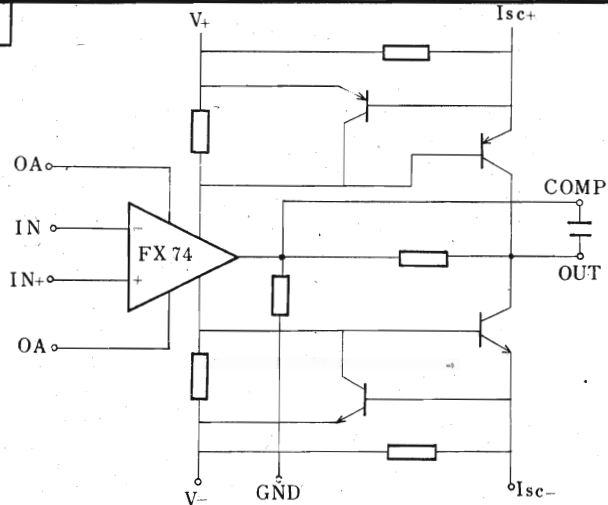 V+
Isc+
OA
COMP
IN
-
FX 74
IN+
+
OUT
OA
V-
GND
Isc-